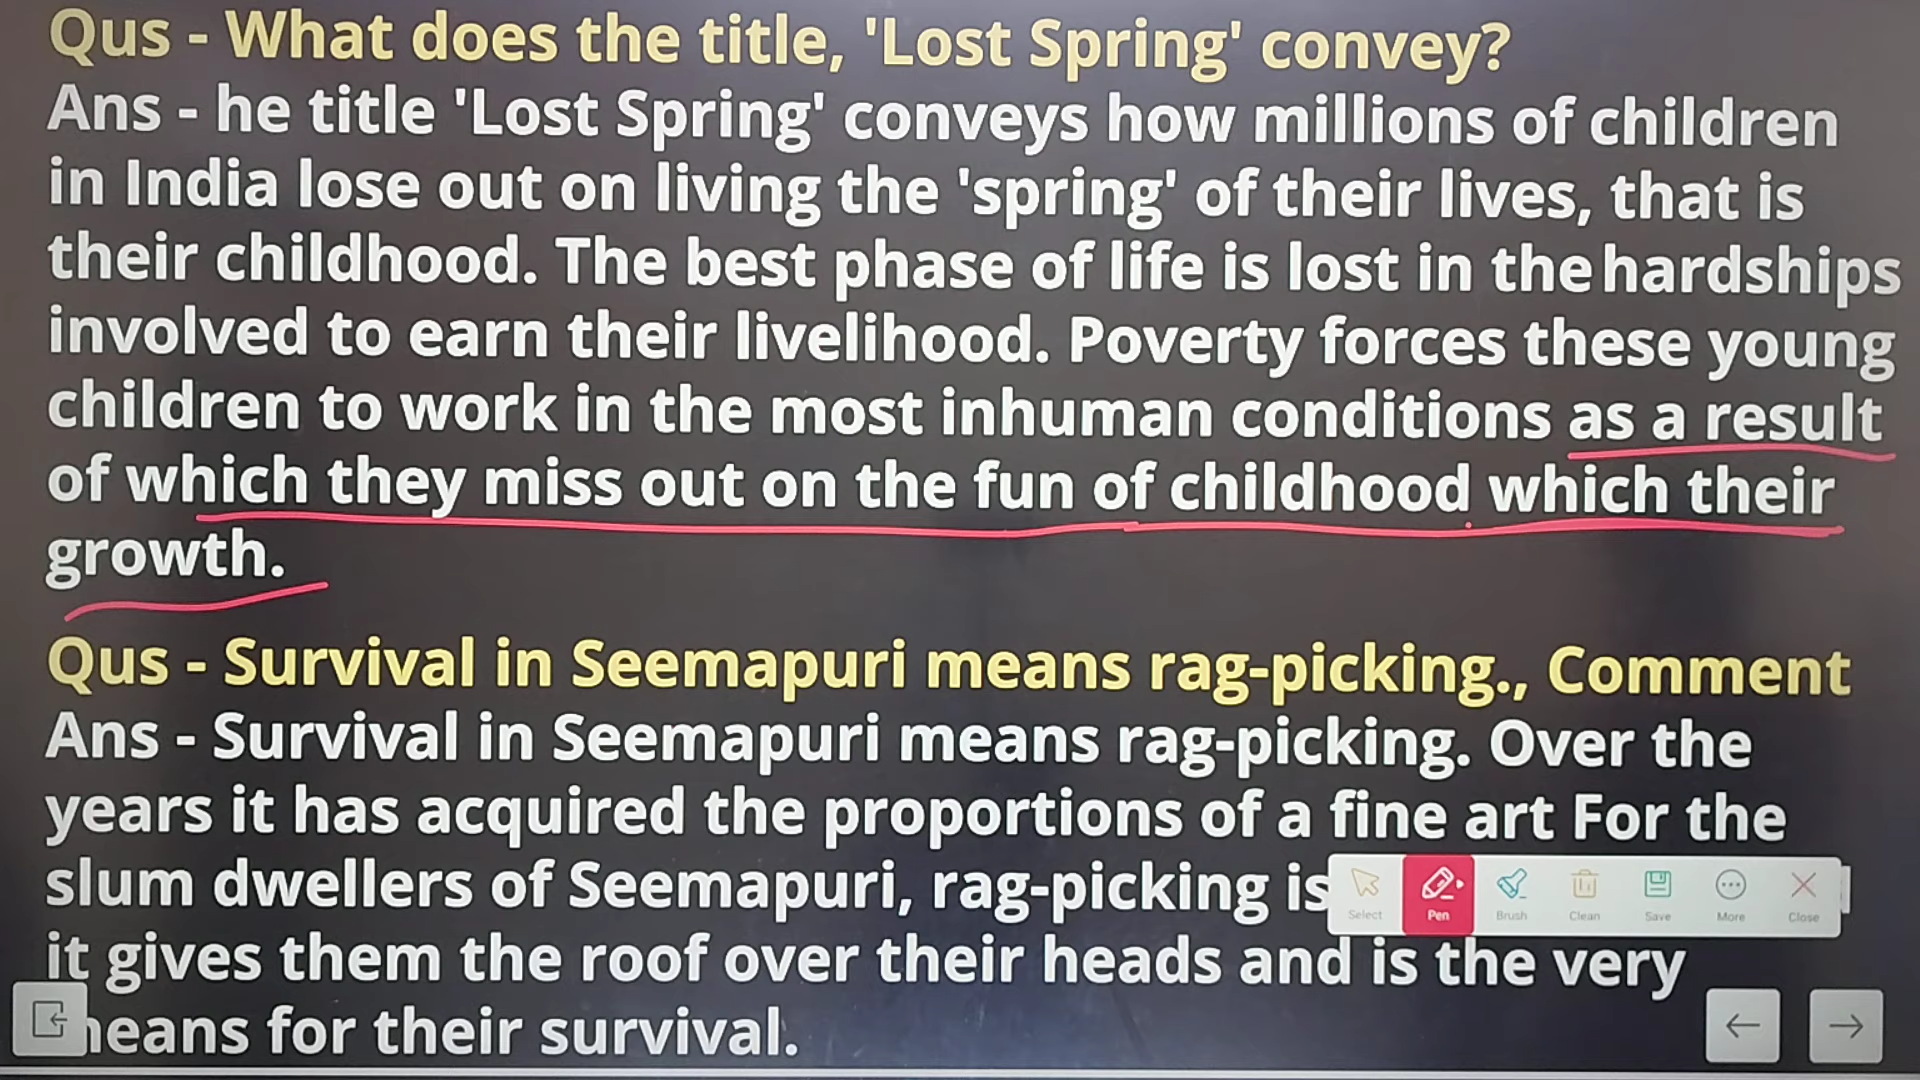 Qus - What does the title, 'Lost Spring' convey?
Ans - he title 'Lost Spring' conveys how millions of children
in India lose out on living the 'spring' of their lives, that is
their childhood. The best phase of life is lost in the hardships
involved to earn their livelihood. Poverty forces these young
children to work in the most inhuman conditions as a result
of which they miss out on the fun of childhood which their
growth.
Qus - Survival in Seemapuri means rag-picking., Comment
Ans - Survival in Seemapuri means rag-picking. Over the
years it has acquired the proportions of a fine art For the
slum dwellers of Seemapuri, rag-picking is
Select Pen Brush Clean Save More Close
it gives them the roof over their heads and is the very
means for their survival.